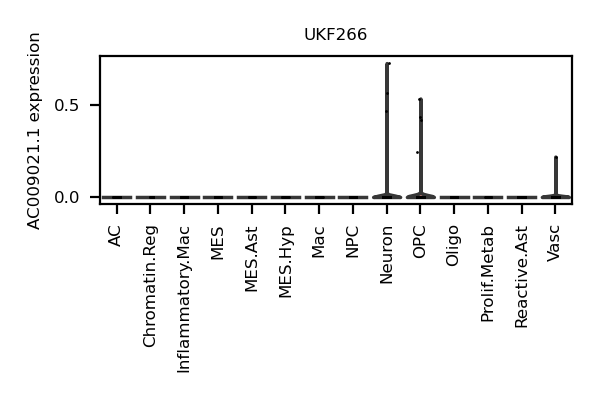 UKF266
AC009021.1 expression
0.5
0.0
AC
Chromatin.Reg
Inflammatory.Mac
MES
MES.Ast
MES.Hyp
Mac
NPC
Neuron
OPC
Oligo
Prolif.Metab
Reactive.Ast
Vasc